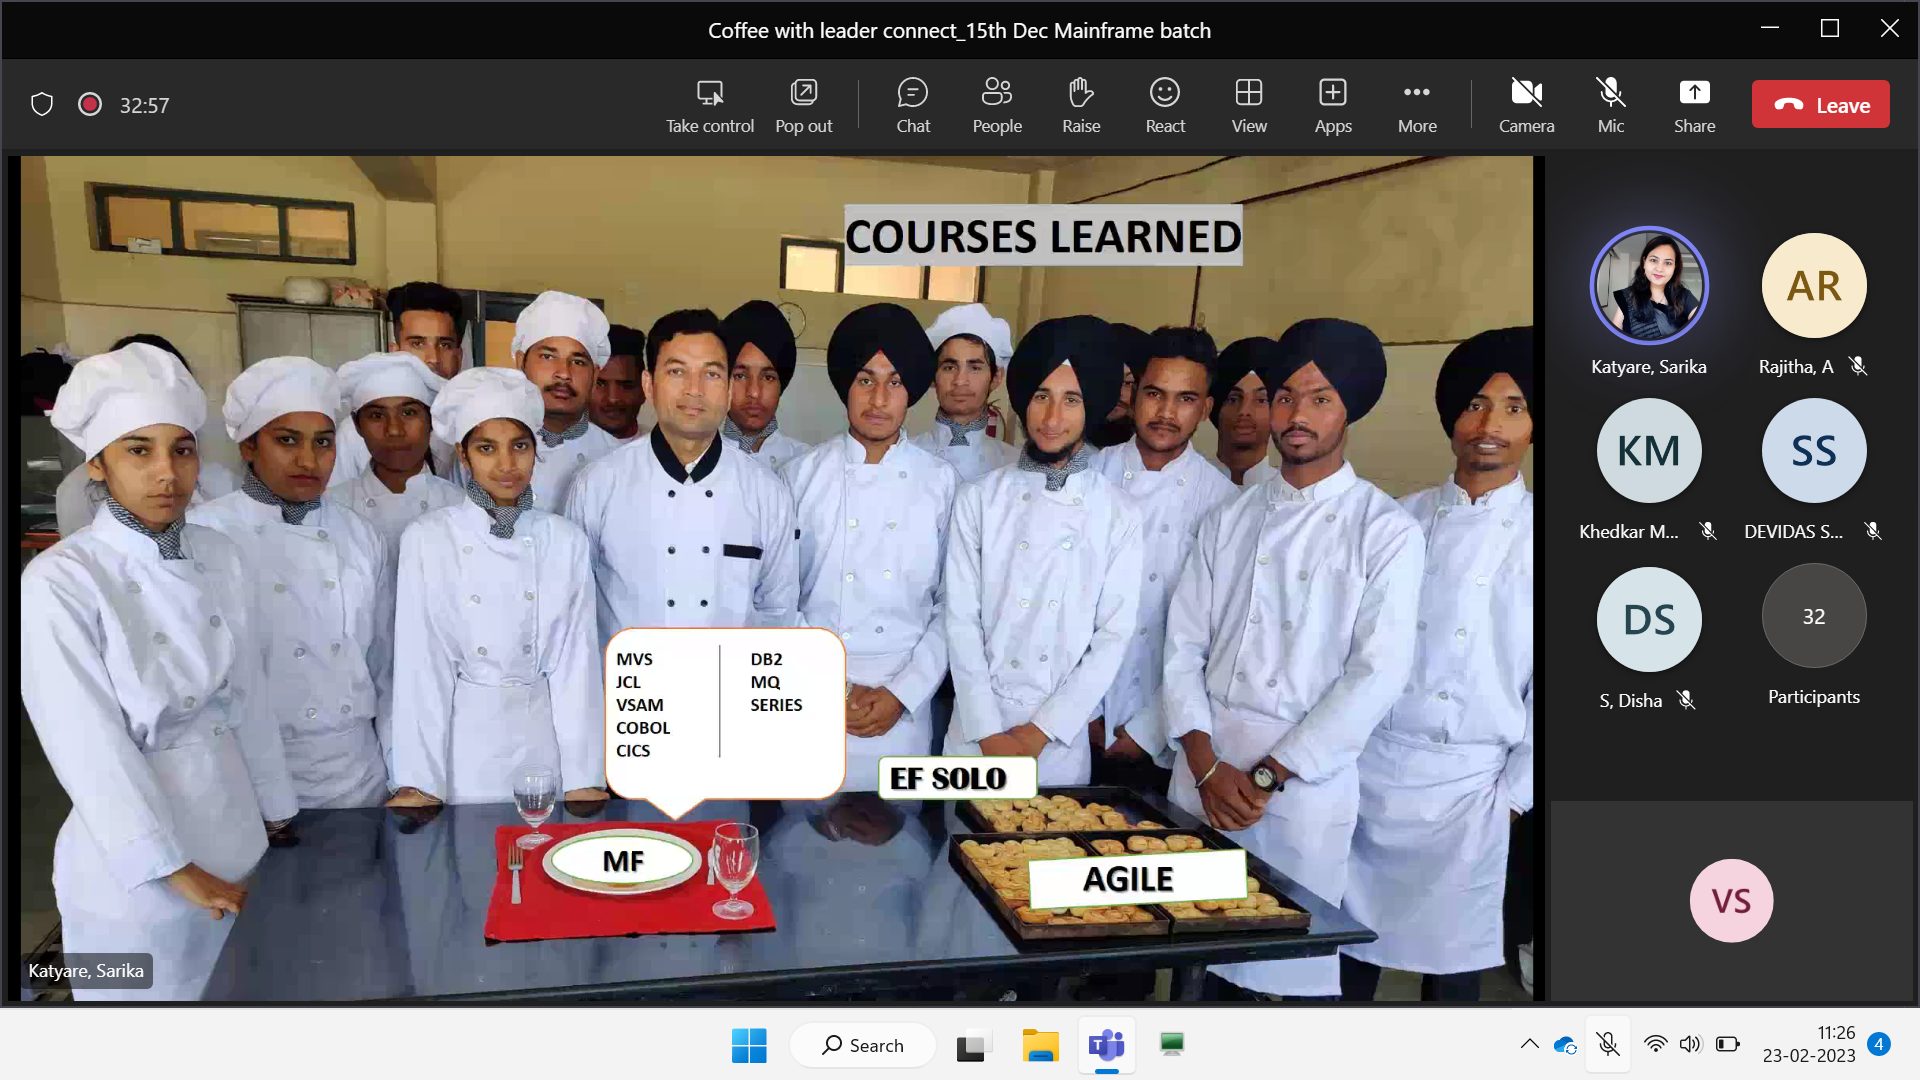 Coffee with leader connect_15th Dec Mainframe batch
32:57
Take control
Pop out
Chat
People
Raise
React
View
Apps
More
Camera
Mic
Share
Leave
COURSES LEARNED
MVS
JCL
VSAM
COBOL
CICS
DB2
MQ
SERIES
EF SOLO
MF
AGILE
Katyare, Sarika
Katyare, Sarika
AR
Rajitha, A
KM
Khedkar M...
SS
DEVIDAS S...
DS
S, Disha
32
Participants
VS
Search
11:26
23-02-2023
4